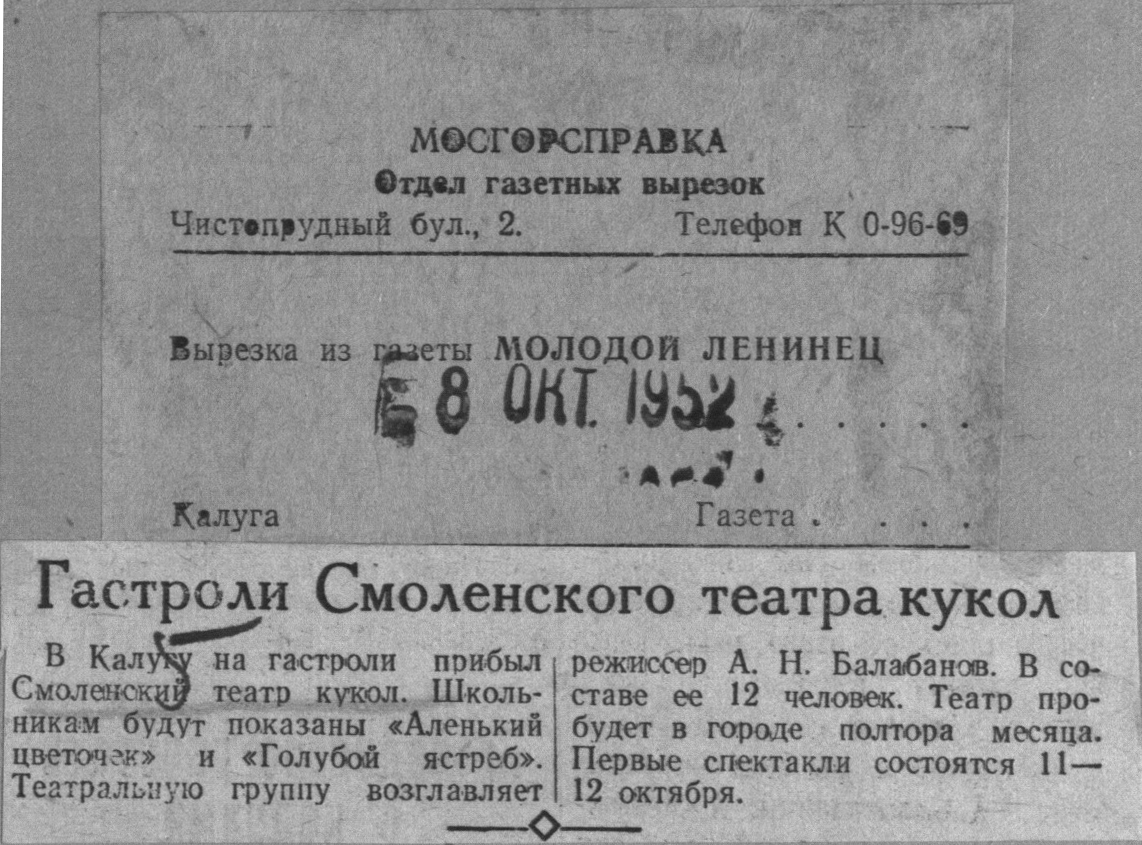 МОСГОРСПРАВКА
Отдел газетных вырезок
Чистопрудный бул., 2. Телефон К 0-96-69
Вырезка из газеты МОЛОДОЙ ЛЕНИНЕЦ
8 ОКТ. 1952 . . . . . .
Калуга Газета . . . .
Гастроли Смоленского театра кукол
В Калугу на гастроли прибыл
Смоленский театр кукол. Школь-
никам будут показаны «Аленький
цветочек» и «Голубой ястреб».
Театральную группу возглавляет
режиссер А. Н. Балабанов. В со-
ставе ее 12 человек. Театр про-
будет в городе полтора месяца.
Первые спектакли состоятся 11—
12 октября.